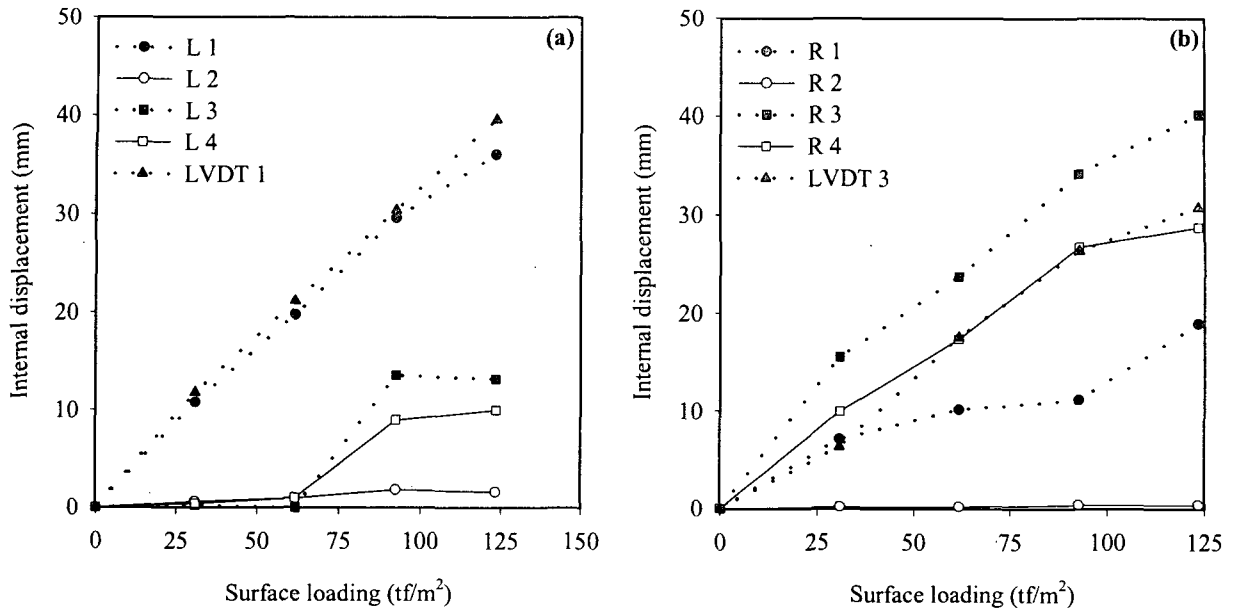 50
40
30
20
10
0
Internal displacement (mm)
(a)
L 1
L 2
L 3
L 4
LVDT 1
0 25 50 75 100 125 150
Surface loading (tf/m²)
50
40
30
20
10
0
Internal displacement (mm)
(b)
R 1
R 2
R 3
R 4
LVDT 3
0 25 50 75 100 125
Surface loading (tf/m²)